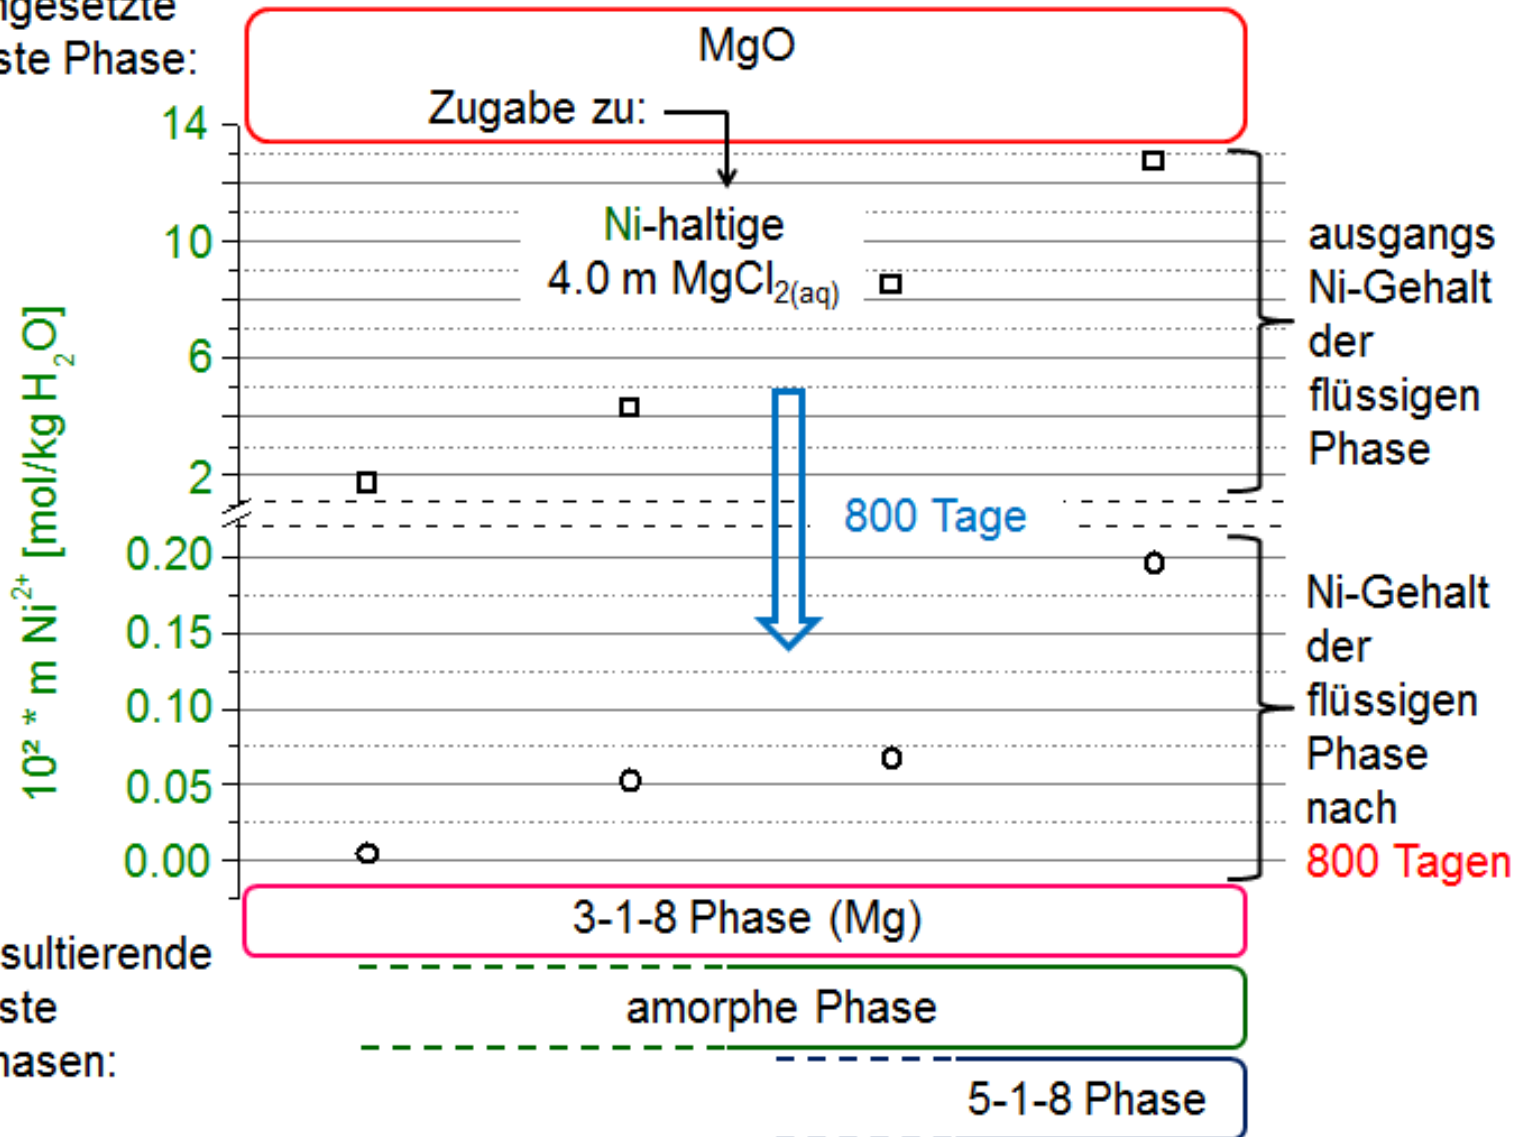 ngesetzte
ste Phase:
MgO
Zugabe zu:
14
10
6
2
0.20
0.15
0.10
0.05
0.00
10² * m Ni²⁺ [mol/kg H₂O]
Ni-haltige
4.0 m MgCl₂₍aq₎
800 Tage
ausgangs
Ni-Gehalt
der
flüssigen
Phase
Ni-Gehalt
der
flüssigen
Phase
nach
800 Tagen
sultierende
ste
hasen:
3-1-8 Phase (Mg)
amorphe Phase
5-1-8 Phase